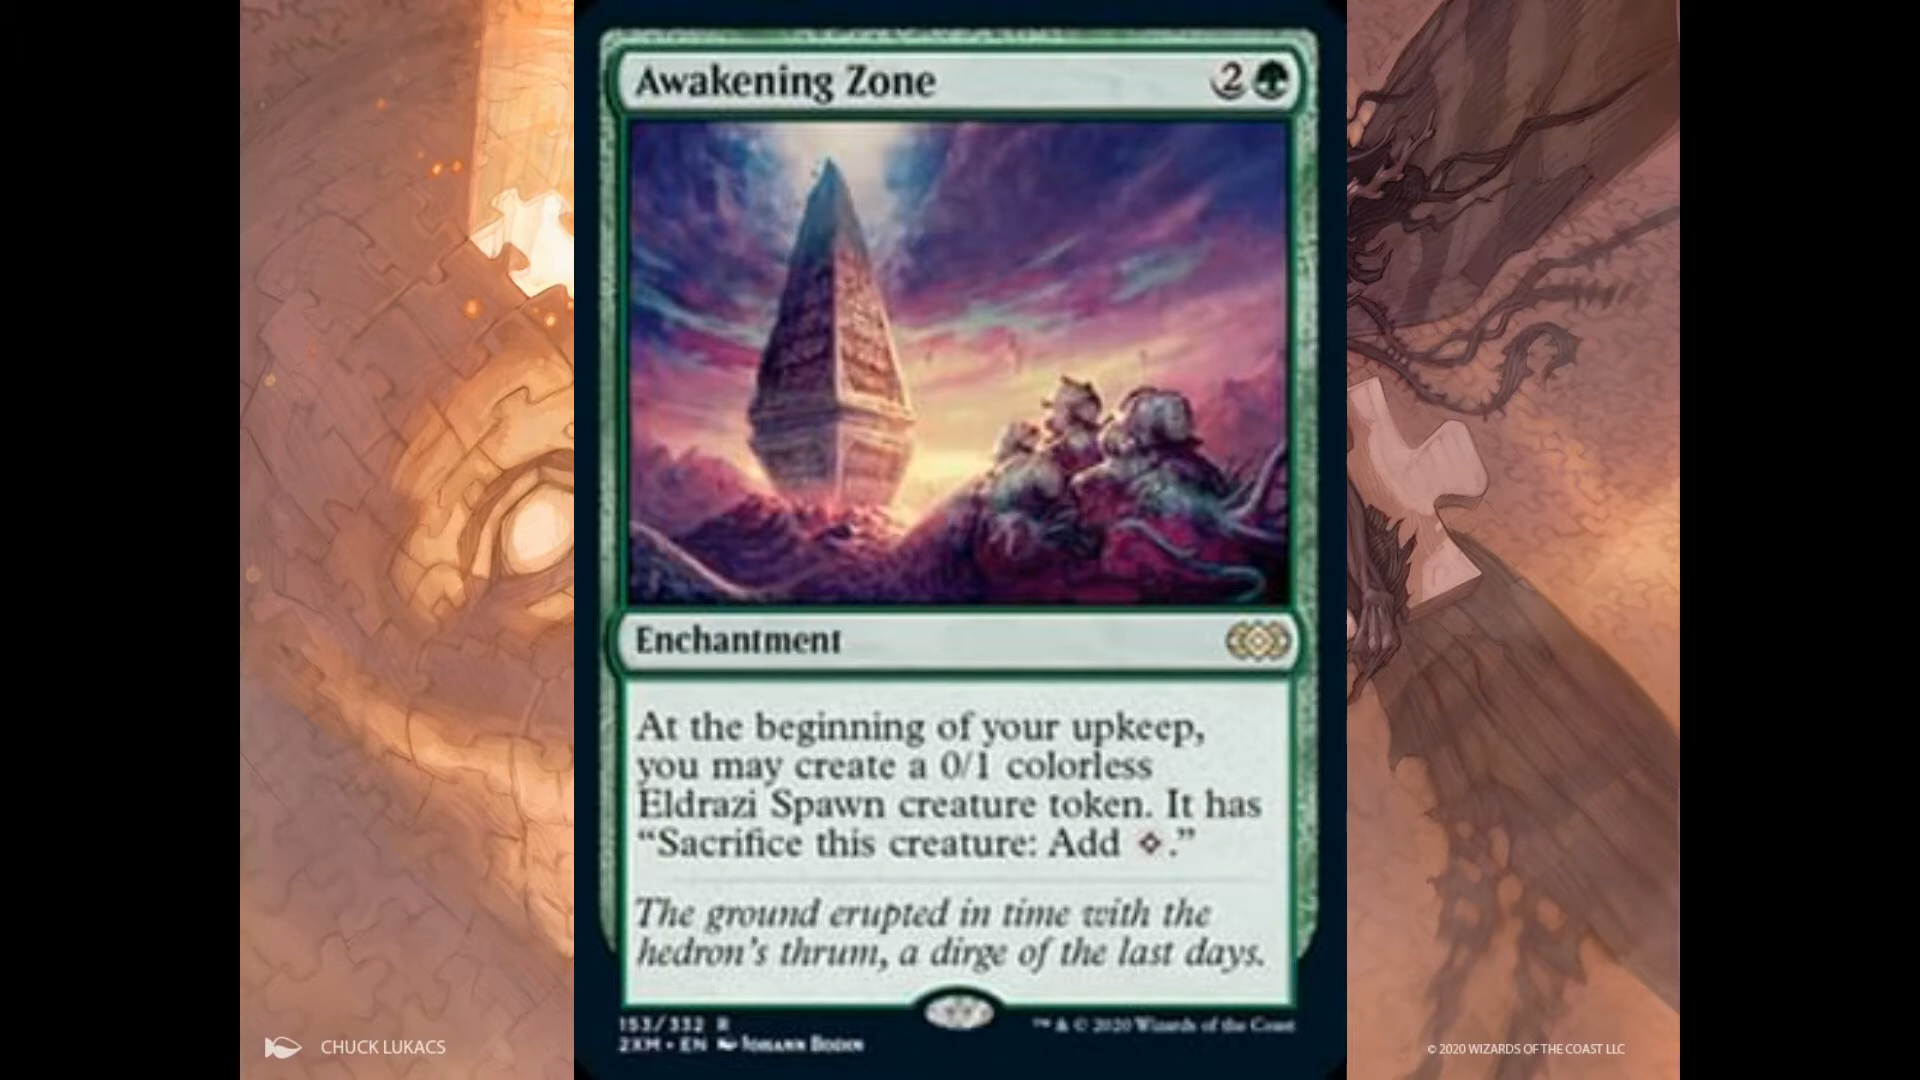 Awakening Zone 2
Enchantment
At the beginning of your upkeep,
you may create a 0/1 colorless
Eldrazi Spawn creature token. It has
“Sacrifice this creature: Add .”
The ground erupted in time with the
hedron's thrum, a dirge of the last days.
153/332 R
™ & © 2020 Wizards of the Coast
2XM • EN Johann Bodin
CHUCK LUKACS
© 2020 WIZARDS OF THE COAST LLC